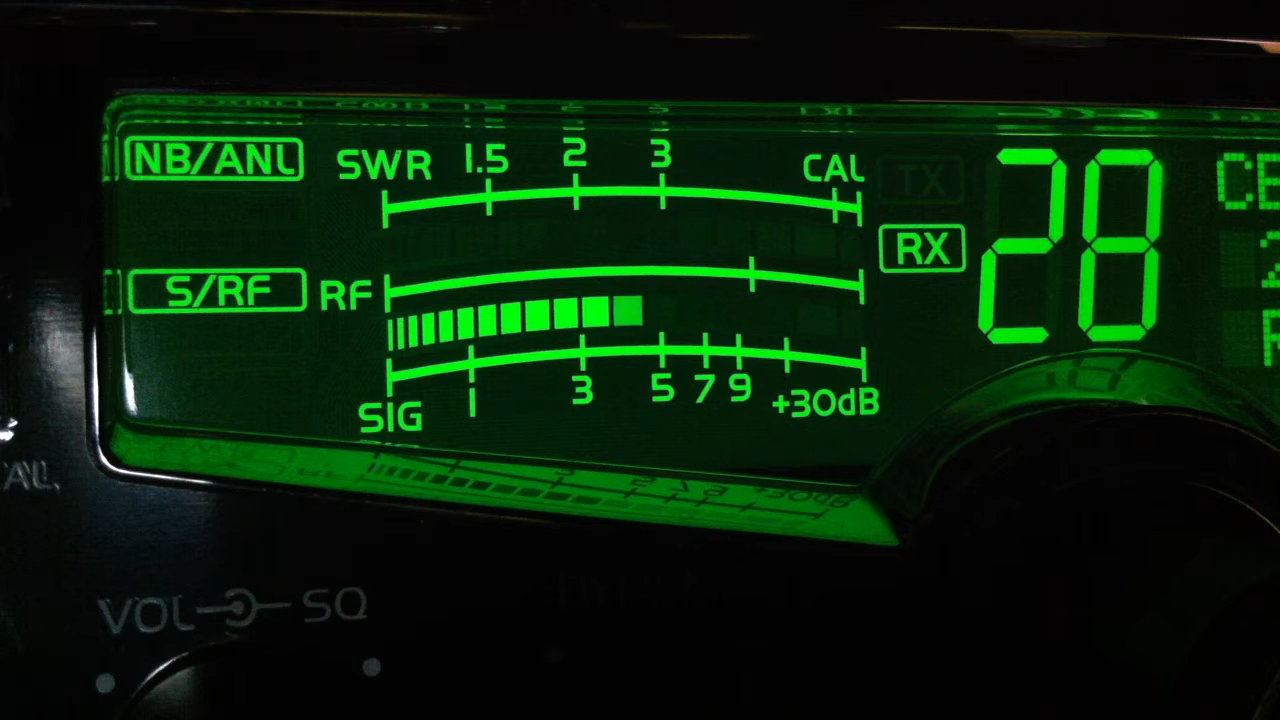 NB/ANL SWR 1.5 2 3 CAL TX 28
S/RF RF RX
SIG 1 3 5 7 9 +30dB
VOL SQ